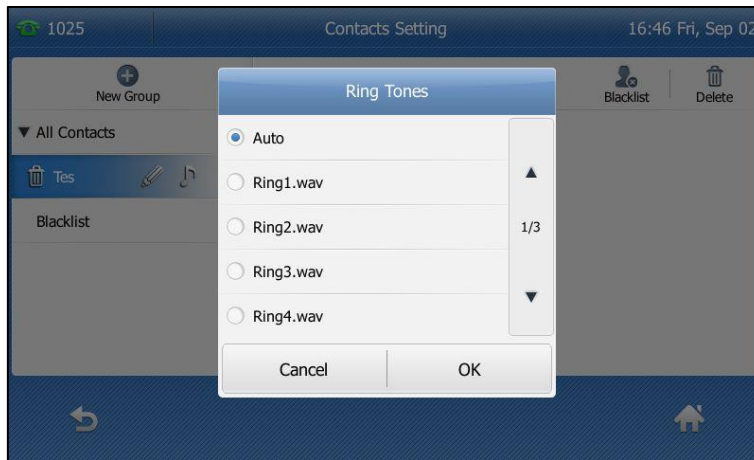 1025 Contacts Setting 16:46 Fri, Sep 02
New Group
Blacklist Delete
Ring Tones
All Contacts
Tes
Blacklist
Auto
Ring1.wav
Ring2.wav
Ring3.wav
Ring4.wav
1/3
Cancel OK